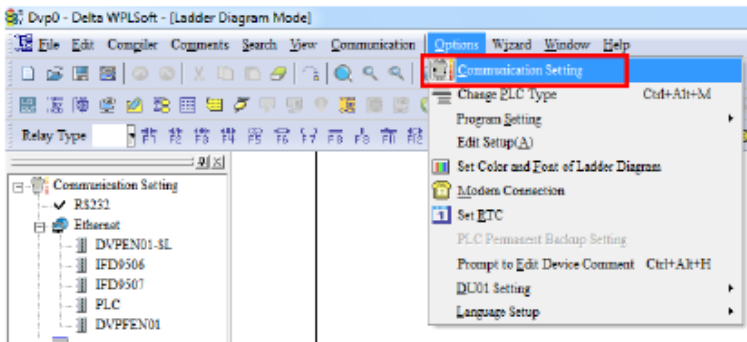 Dvp0 - Delta WPLSoft - [Ladder Diagram Mode]
File Edit Compiler Comments Search View Communication Options Wizard Window Help
Communication Setting
Change PLC Type Ctrl+Alt+M
Program Setting
Edit Setup(A)
Set Color and Font of Ladder Diagram
Modem Connection
Set RTC
PLC Permanent Backup Setting
Prompt to Edit Device Comment Ctrl+Alt+H
DU01 Setting
Language Setup
Relay Type
Communication Setting
RS232
Ethernet
DVPEN01-SL
IFD9506
IFD9507
PLC
DVPFEN01